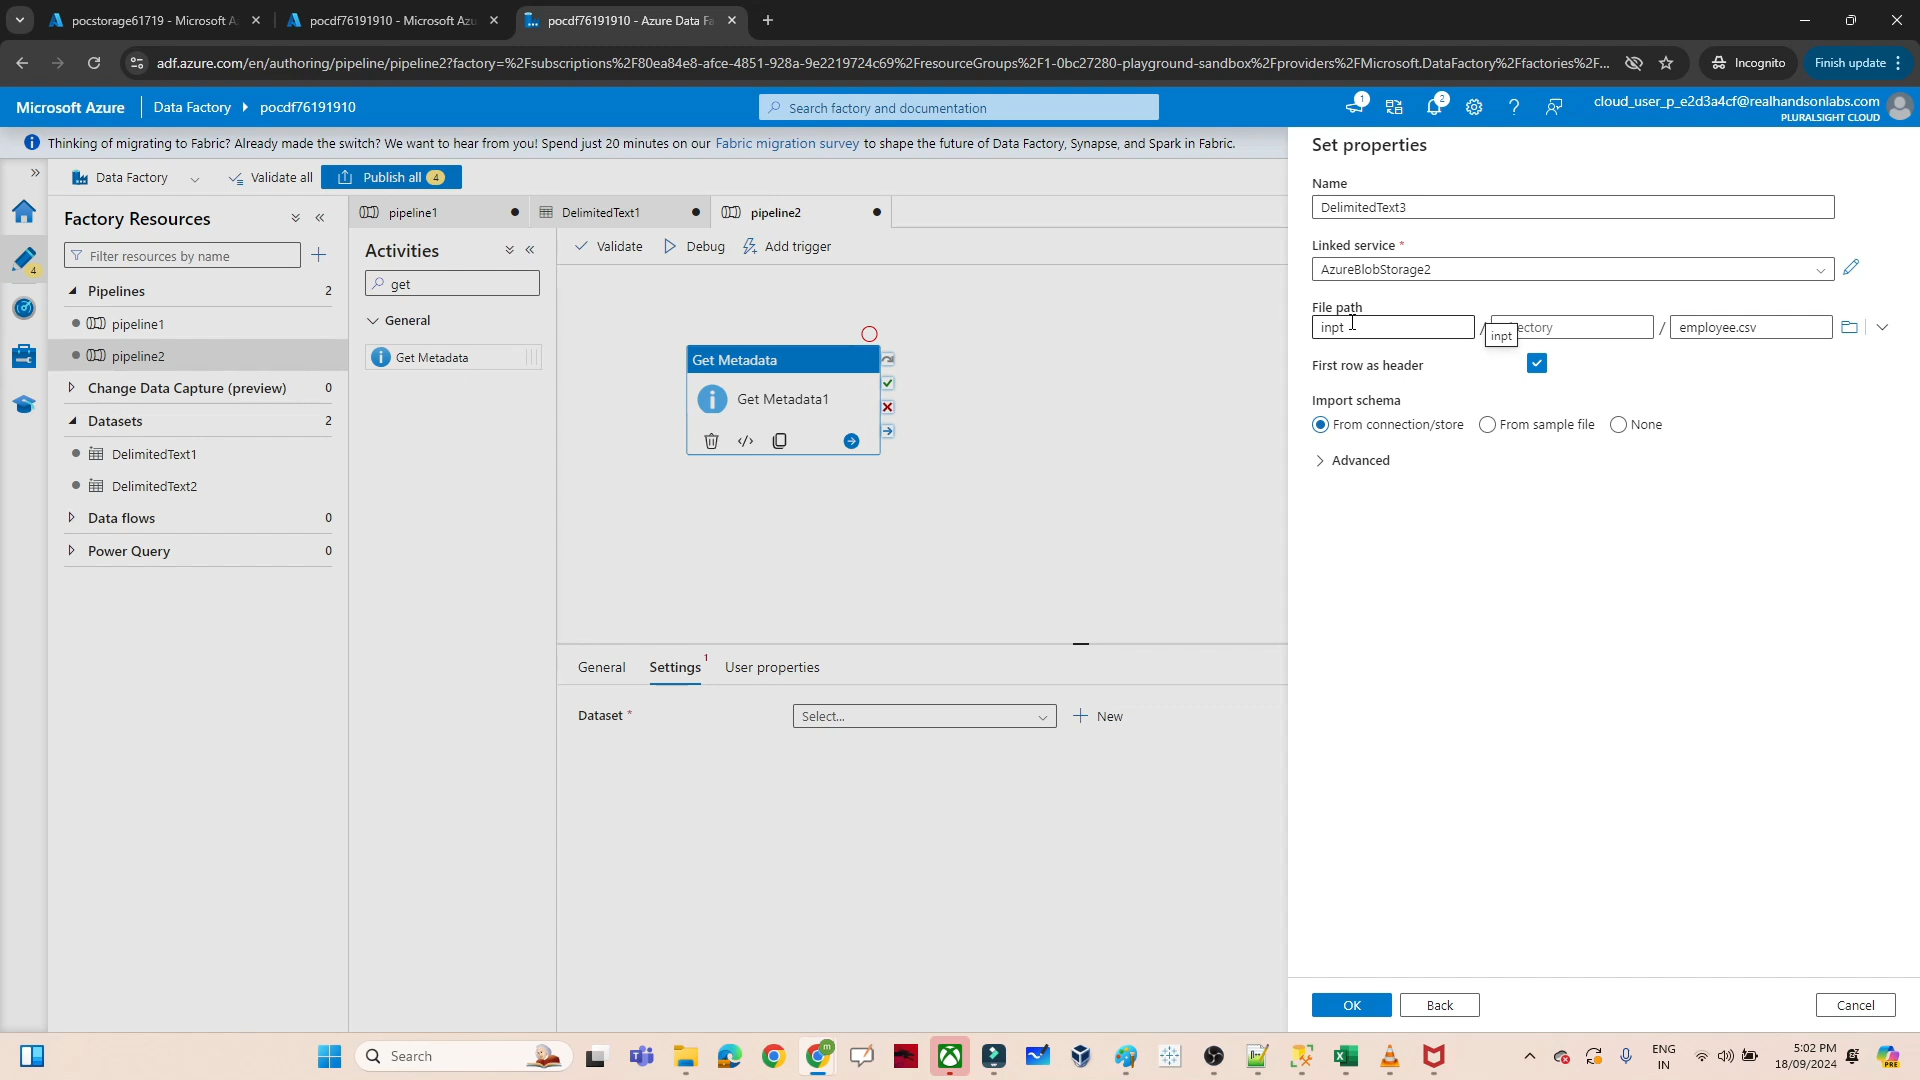 pocstorage61719 - Microsoft A
pocdf76191910 - Microsoft Azu
pocdf76191910 - Azure Data Fa
adf.azure.com/en/authoring/pipeline/pipeline2?factory=%2Fsubscriptions%2F80ea84e8-afce-4851-928a-9e2219724c69%2FresourceGroups%2F1-0bc27280-playground-sandbox%2Fproviders%2FMicrosoft.DataFactory%2Ffactories%2F...
Incognito
Finish update
Microsoft Azure
Data Factory
pocdf76191910
Search factory and documentation
1
2
cloud_user_p_e2d3a4cf@realhandsonlabs.com
PLURALSIGHT CLOUD
Thinking of migrating to Fabric? Already made the switch? We want to hear from you! Spend just 20 minutes on our Fabric migration survey to shape the future of Data Factory, Synapse, and Spark in Fabric.
Data Factory
Validate all
Publish all 4
4
Factory Resources
Filter resources by name
Pipelines 2
pipeline1
pipeline2
Change Data Capture (preview) 0
Datasets 2
DelimitedText1
DelimitedText2
Data flows 0
Power Query 0
pipeline1
DelimitedText1
pipeline2
Activities
get
General
Get Metadata
Validate
Debug
Add trigger
Get Metadata
Get Metadata1
General
Settings 1
User properties
Dataset *
Select...
New
Set properties
Name
DelimitedText3
Linked service *
AzureBlobStorage2
File path
inpt / / employee.csv
inpt
First row as header
Import schema
From connection/store
From sample file
None
Advanced
OK
Back
Cancel
Search
m
ENG
IN
5:02 PM
18/09/2024
PRE